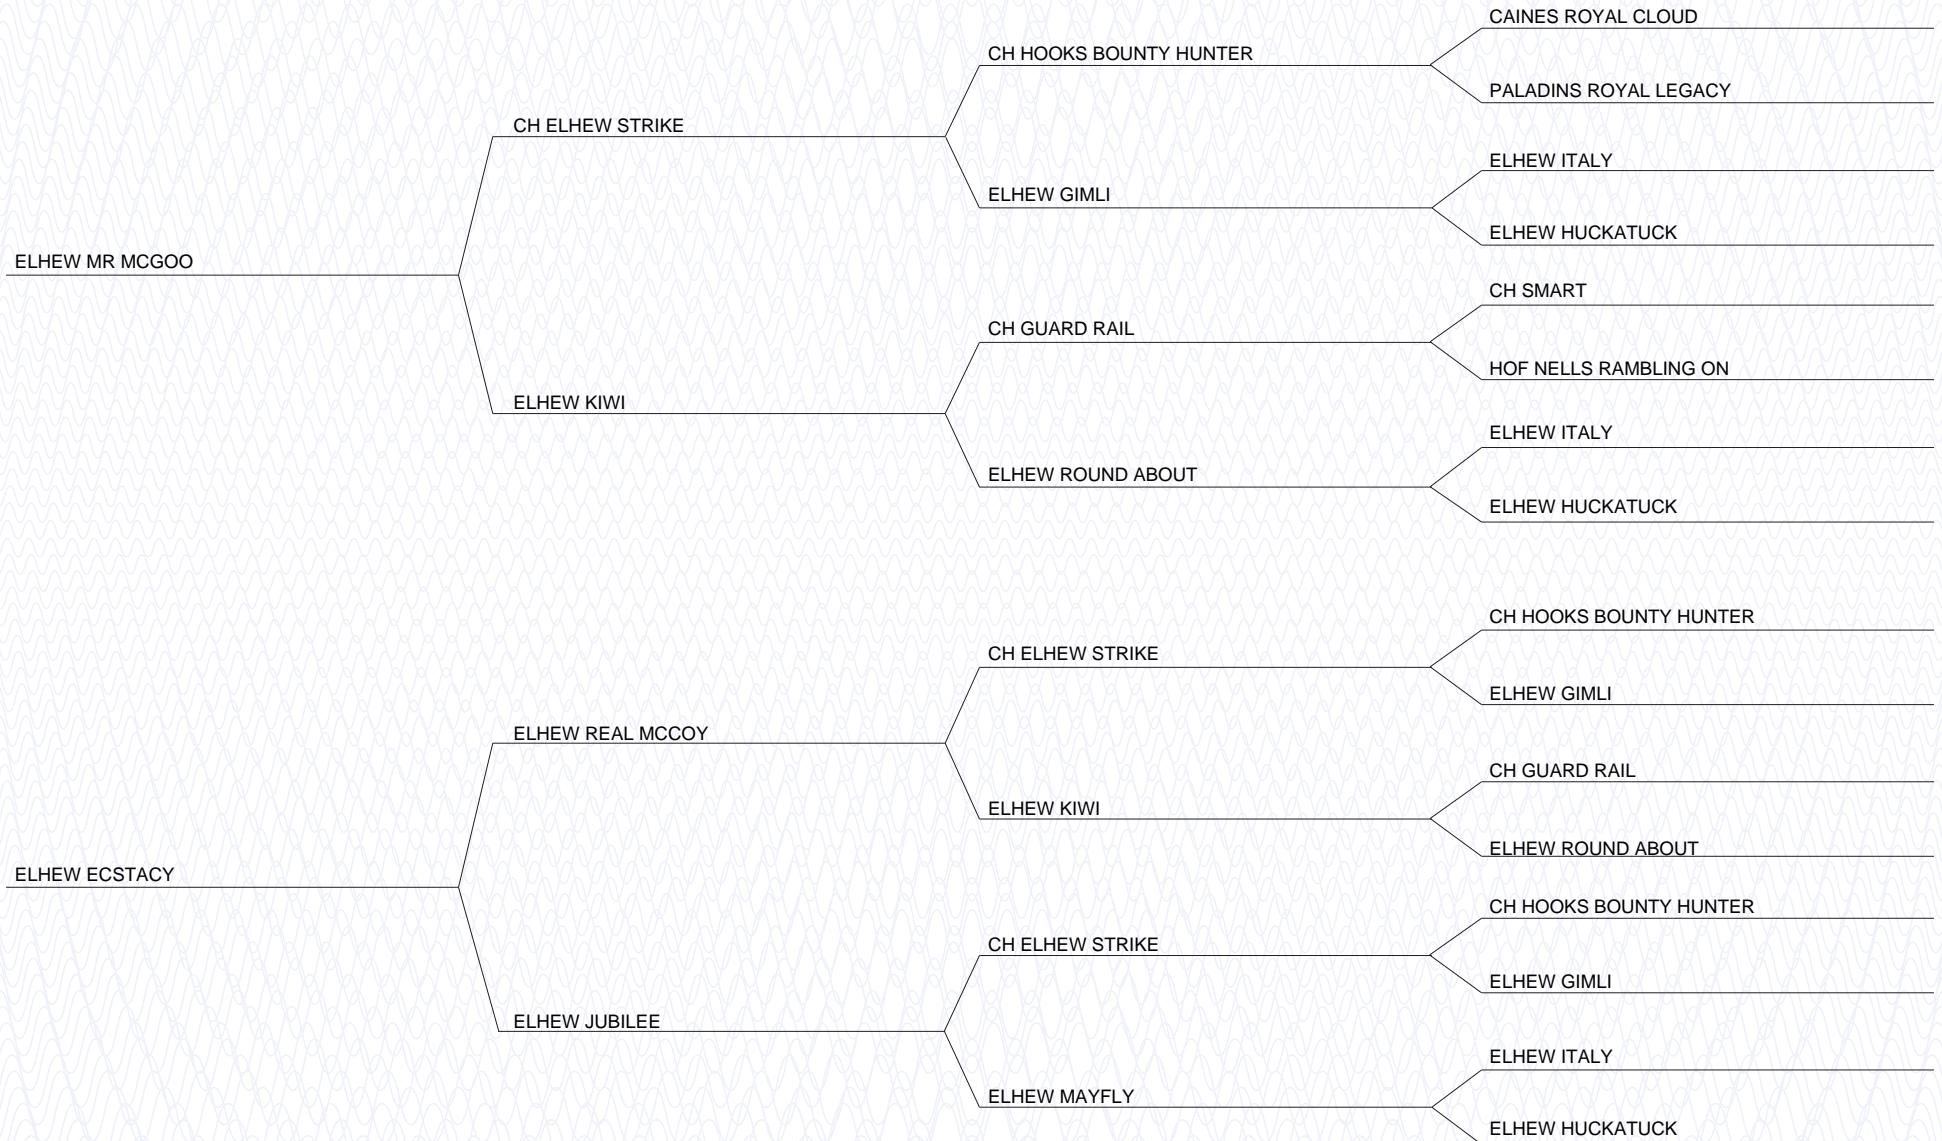 CAINES ROYAL CLOUD
CH HOOKS BOUNTY HUNTER
PALADINS ROYAL LEGACY
CH ELHEW STRIKE
ELHEW ITALY
ELHEW GIMLI
ELHEW HUCKATUCK
ELHEW MR MCGOO
CH SMART
CH GUARD RAIL
HOF NELLS RAMBLING ON
ELHEW KIWI
ELHEW ITALY
ELHEW ROUND ABOUT
ELHEW HUCKATUCK
CH HOOKS BOUNTY HUNTER
CH ELHEW STRIKE
ELHEW GIMLI
ELHEW REAL MCCOY
CH GUARD RAIL
ELHEW KIWI
ELHEW ROUND ABOUT
ELHEW ECSTACY
CH HOOKS BOUNTY HUNTER
CH ELHEW STRIKE
ELHEW GIMLI
ELHEW JUBILEE
ELHEW ITALY
ELHEW MAYFLY
ELHEW HUCKATUCK